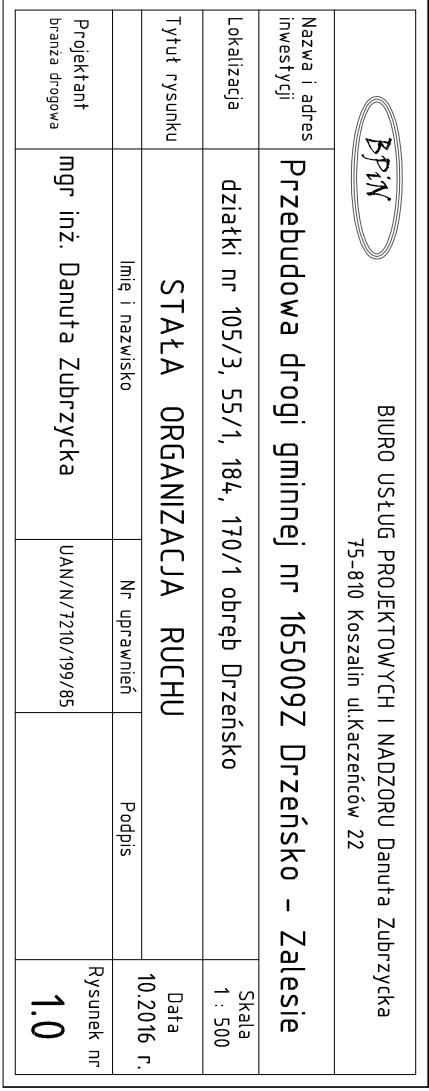 BPiN
BIURO USŁUG PROJEKTOWYCH I NADZORU Danuta Zubrzycka
75-810 Koszalin ul.Kaczeńców 22
Nazwa i adres
inwestycji
Przebudowa drogi gminnej nr 165009Z Drzeńsko - Zalesie
Lokalizacja
działki nr 105/3, 55/1, 184, 170/1 obręb Drzeńsko
Skala
1 : 500
Tytuł rysunku
STAŁA ORGANIZACJA RUCHU
Data
10.2016 r.
Imię i nazwisko
Nr uprawnień
Podpis
Rysunek nr
1.0
Projektant
branża drogowa
mgr inż. Danuta Zubrzycka
UAN/N/7210/199/85